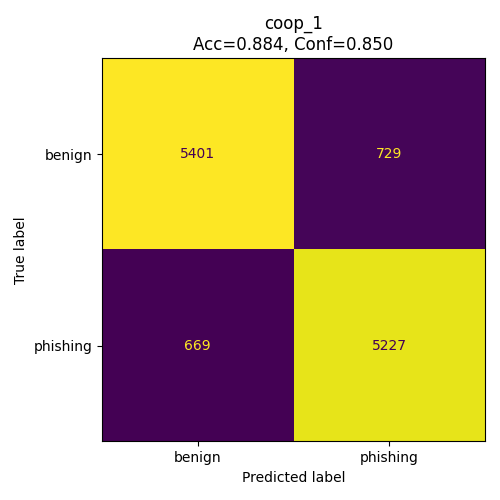 coop_1
Acc=0.884, Conf=0.850
True label
benign
5401
729
phishing
669
5227
benign
phishing
Predicted label